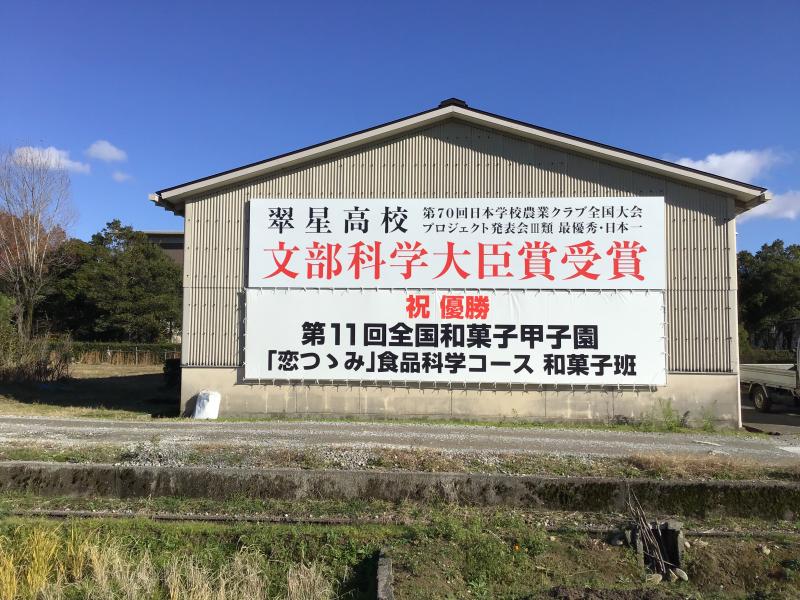 翠星高校
第70回日本学校農業クラブ全国大会
プロジェクト発表会Ⅲ類 最優秀・日本一
文部科学大臣賞受賞
祝 優勝
第11回全国和菓子甲子園
「恋つゝみ」食品科学コース 和菓子班